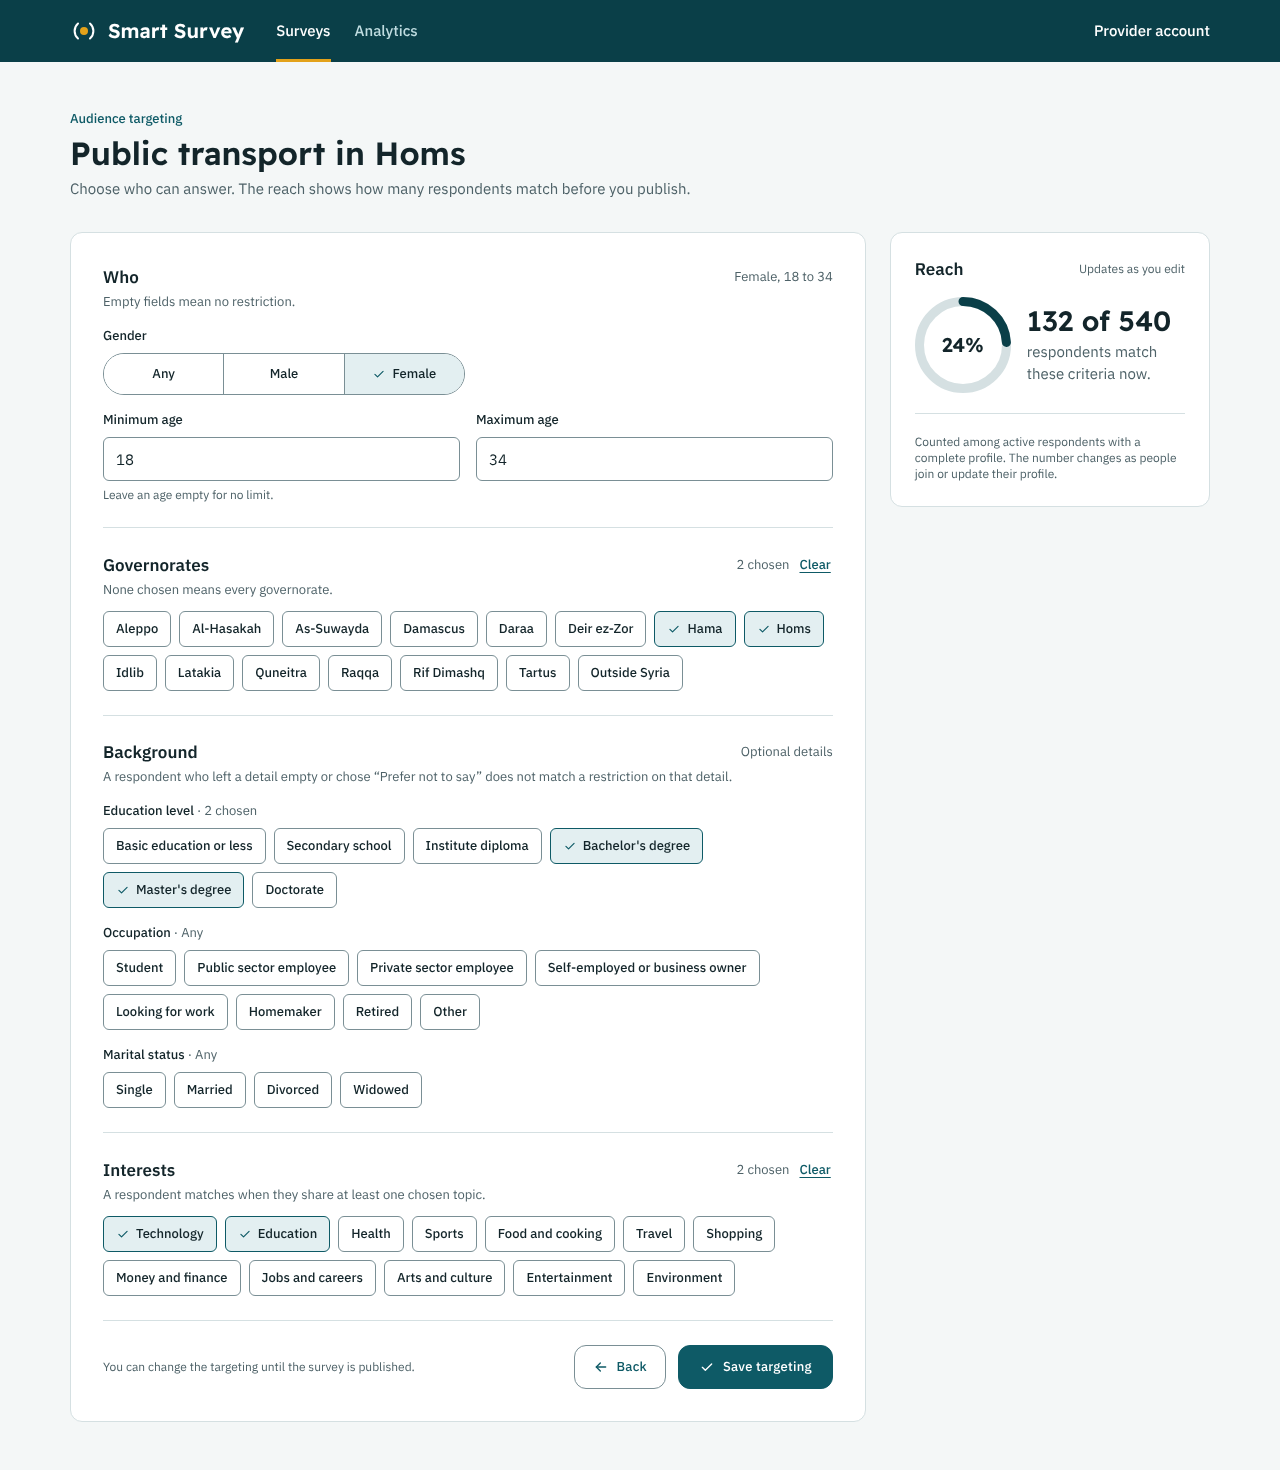 Smart Survey
Surveys
Analytics
Provider account
Audience targeting
Public transport in Homs
Choose who can answer. The reach shows how many respondents match before you publish.
Who
Female, 18 to 34
Empty fields mean no restriction.
Gender
Any
Male
Female
Minimum age
Maximum age
18
34
Leave an age empty for no limit.
Governorates
2 chosen
Clear
None chosen means every governorate.
Aleppo
Al-Hasakah
As-Suwayda
Damascus
Daraa
Deir ez-Zor
Hama
Homs
Idlib
Latakia
Quneitra
Raqqa
Rif Dimashq
Tartus
Outside Syria
Background
Optional details
A respondent who left a detail empty or chose “Prefer not to say” does not match a restriction on that detail.
Education level · 2 chosen
Basic education or less
Secondary school
Institute diploma
Bachelor's degree
Master's degree
Doctorate
Occupation · Any
Student
Public sector employee
Private sector employee
Self-employed or business owner
Looking for work
Homemaker
Retired
Other
Marital status · Any
Single
Married
Divorced
Widowed
Interests
2 chosen
Clear
A respondent matches when they share at least one chosen topic.
Technology
Education
Health
Sports
Food and cooking
Travel
Shopping
Money and finance
Jobs and careers
Arts and culture
Entertainment
Environment
You can change the targeting until the survey is published.
Back
Save targeting
Reach
Updates as you edit
24%
132 of 540
respondents match
these criteria now.
Counted among active respondents with a
complete profile. The number changes as people
join or update their profile.